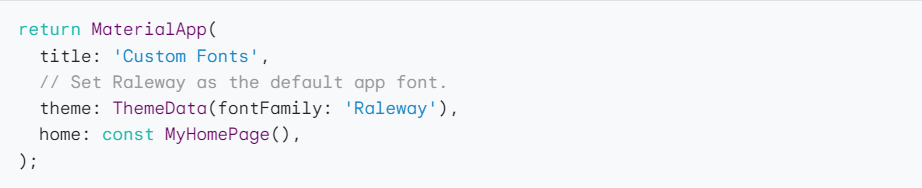 return MaterialApp(
  title: 'Custom Fonts',
  // Set Raleway as the default app font.
  theme: ThemeData(fontFamily: 'Raleway'),
  home: const MyHomePage(),
);